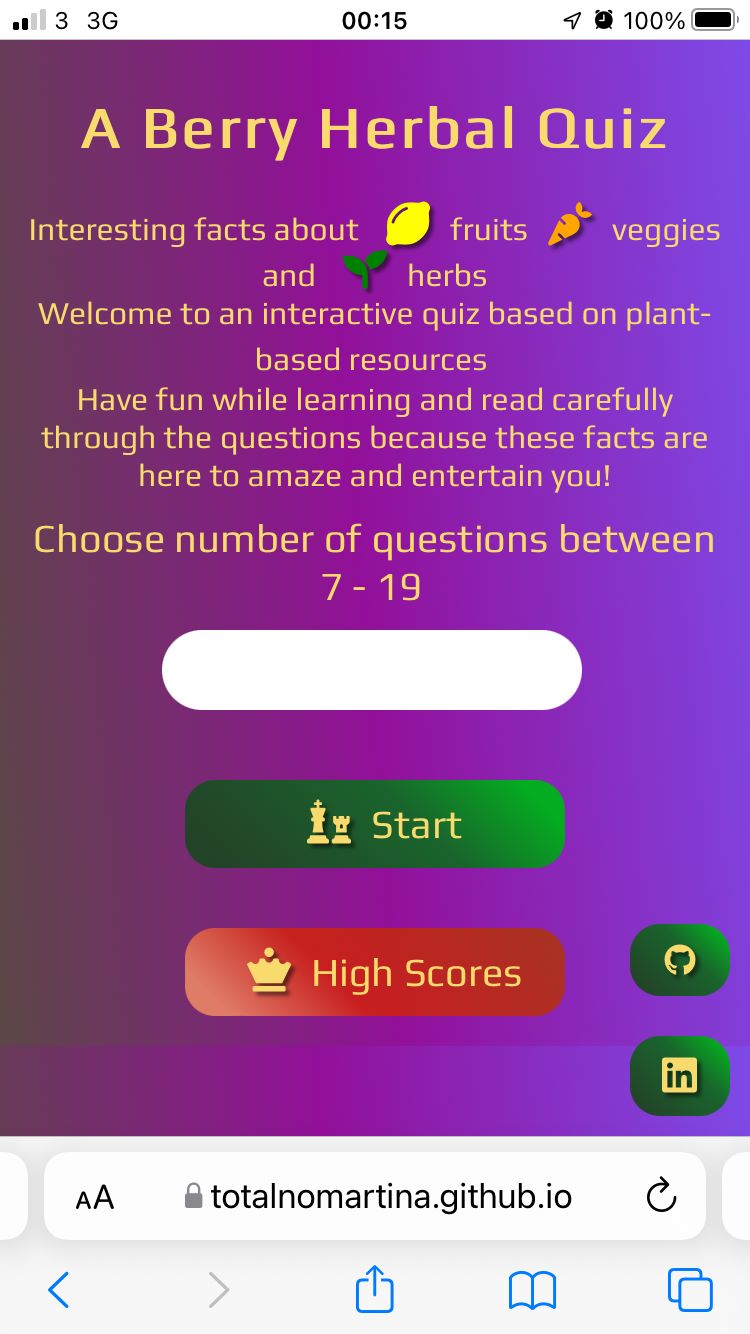 3 3G 00:15 100%
A Berry Herbal Quiz
Interesting facts about fruits veggies
and herbs
Welcome to an interactive quiz based on plant-
based resources
Have fun while learning and read carefully
through the questions because these facts are
here to amaze and entertain you!
Choose number of questions between
7 - 19
Start
High Scores
in
AA totalnomartina.github.io